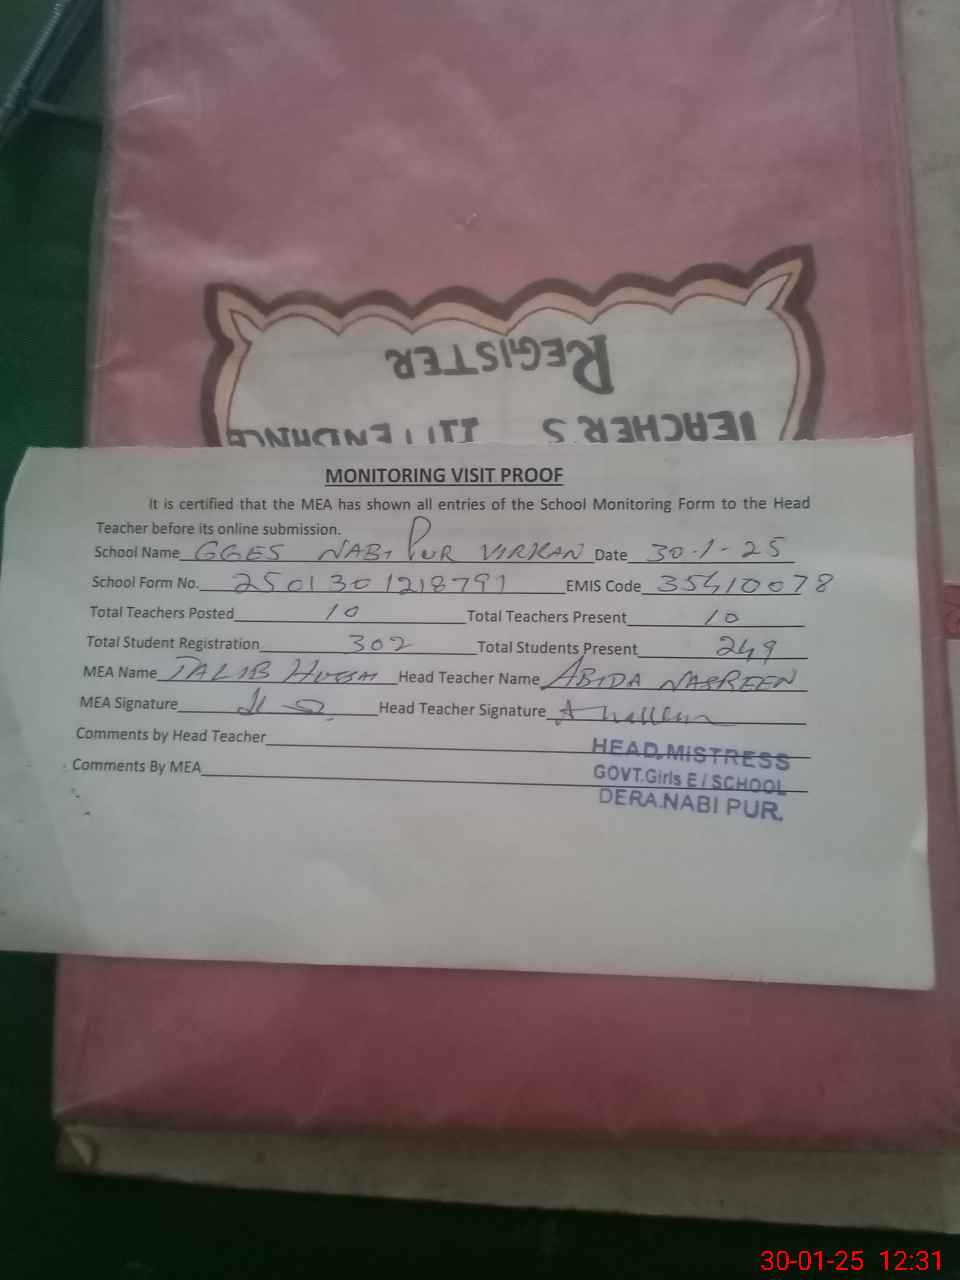 REGISTER
TEACHER'S ATTENDANCE
MONITORING VISIT PROOF
It is certified that the MEA has shown all entries of the School Monitoring Form to the Head
Teacher before its online submission.
School Name GGES NABI PUR VIRKAN Date 30-1-25
School Form No. 2501301218791 EMIS Code 35410078
Total Teachers Posted 10 Total Teachers Present 10
Total Student Registration 302 Total Students Present 249
MEA Name TALIB Hussain Head Teacher Name ABIDA NASREEN
MEA Signature Head Teacher Signature
Comments by Head Teacher
Comments By MEA
HEAD.MISTRESS
GOVT.Girls E/SCHOOL
DERA.NABI PUR.
30-01-25 12:31